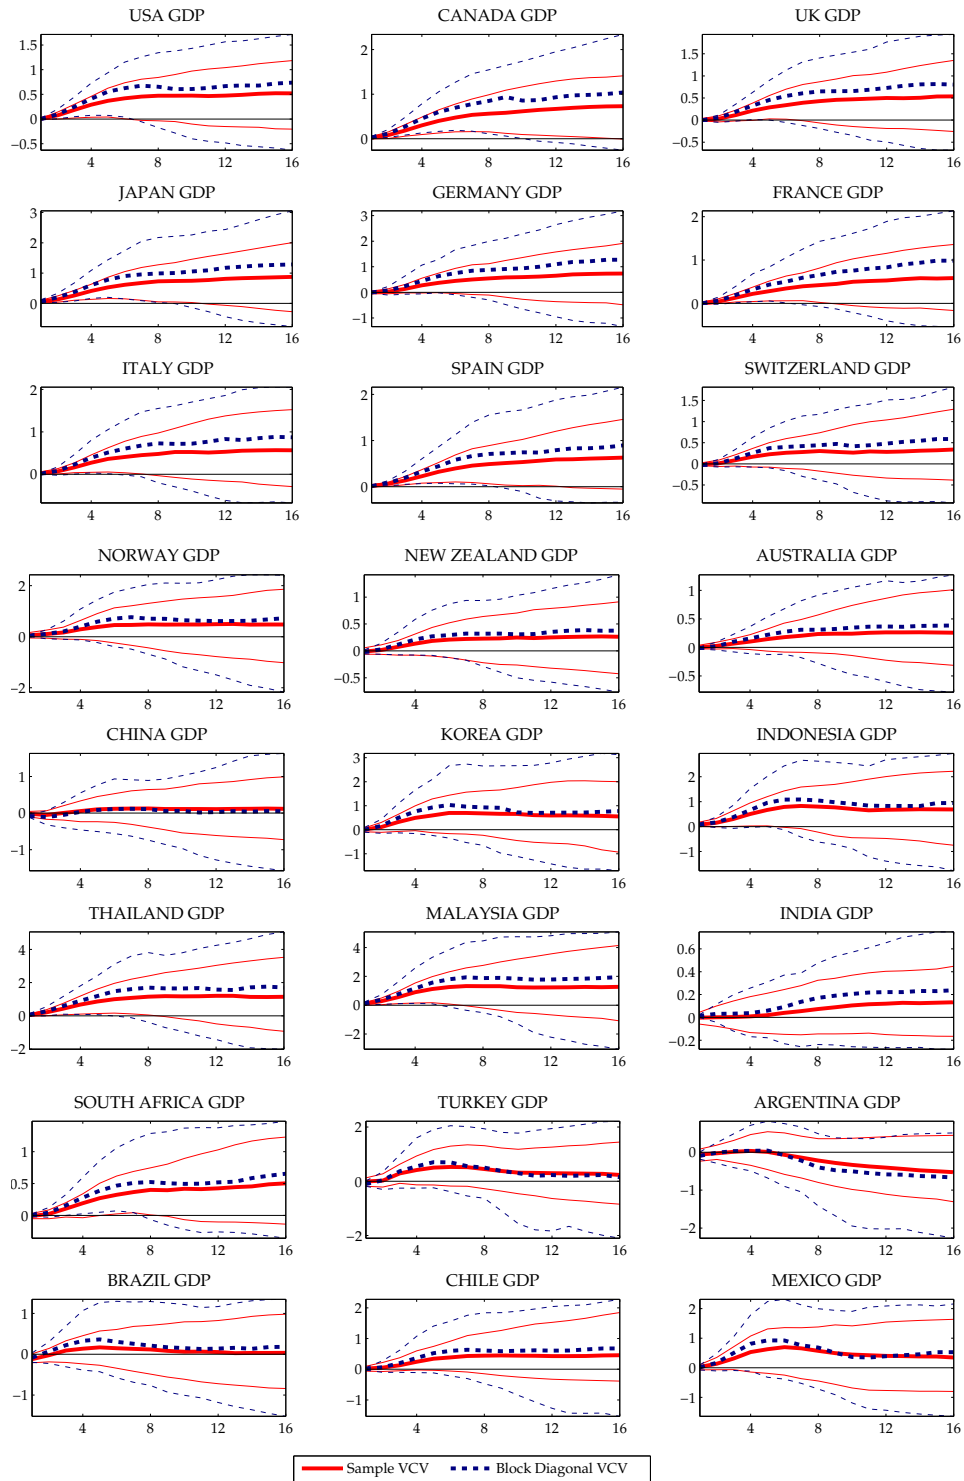 USA GDP CANADA GDP UK GDP
1.5
1
0.5
0
−0.5
4 8 12 16
2
1
0
4 8 12 16
1.5
1
0.5
0
−0.5
4 8 12 16
JAPAN GDP GERMANY GDP FRANCE GDP
3
2
1
0
4 8 12 16
3
2
1
0
−1
4 8 12 16
2
1
0
4 8 12 16
ITALY GDP SPAIN GDP SWITZERLAND GDP
2
1
0
4 8 12 16
2
1
0
4 8 12 16
1.5
1
0.5
0
−0.5
4 8 12 16
NORWAY GDP NEW ZEALAND GDP AUSTRALIA GDP
2
0
−2
4 8 12 16
1
0.5
0
−0.5
4 8 12 16
1
0.5
0
−0.5
4 8 12 16
CHINA GDP KOREA GDP INDONESIA GDP
1
0
−1
4 8 12 16
3
2
1
0
−1
4 8 12 16
2
1
0
−1
4 8 12 16
THAILAND GDP MALAYSIA GDP INDIA GDP
4
2
0
−2
4 8 12 16
4
2
0
−2
4 8 12 16
0.6
0.4
0.2
0
−0.2
4 8 12 16
SOUTH AFRICA GDP TURKEY GDP ARGENTINA GDP
1
0.5
0
4 8 12 16
2
0
−2
4 8 12 16
0
−1
−2
4 8 12 16
BRAZIL GDP CHILE GDP MEXICO GDP
1
0
−1
4 8 12 16
2
1
0
−1
4 8 12 16
2
1
0
−1
4 8 12 16
Sample VCV Block Diagonal VCV